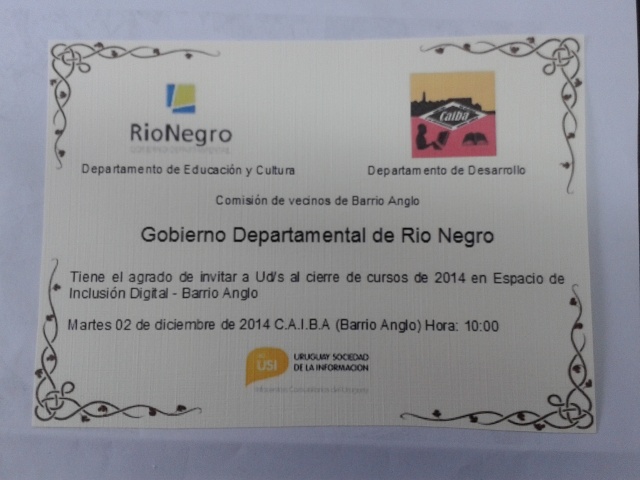 RioNegro
Caiba
Departamento de Educación y Cultura
Departamento de Desarrollo
Comisión de vecinos de Barrio Anglo
Gobierno Departamental de Rio Negro
Tiene el agrado de invitar a Ud/s al cierre de cursos de 2014 en Espacio de
Inclusión Digital - Barrio Anglo
Martes 02 de diciembre de 2014 C.A.I.B.A (Barrio Anglo) Hora: 10:00
USI
URUGUAY SOCIEDAD
DE LA INFORMACION